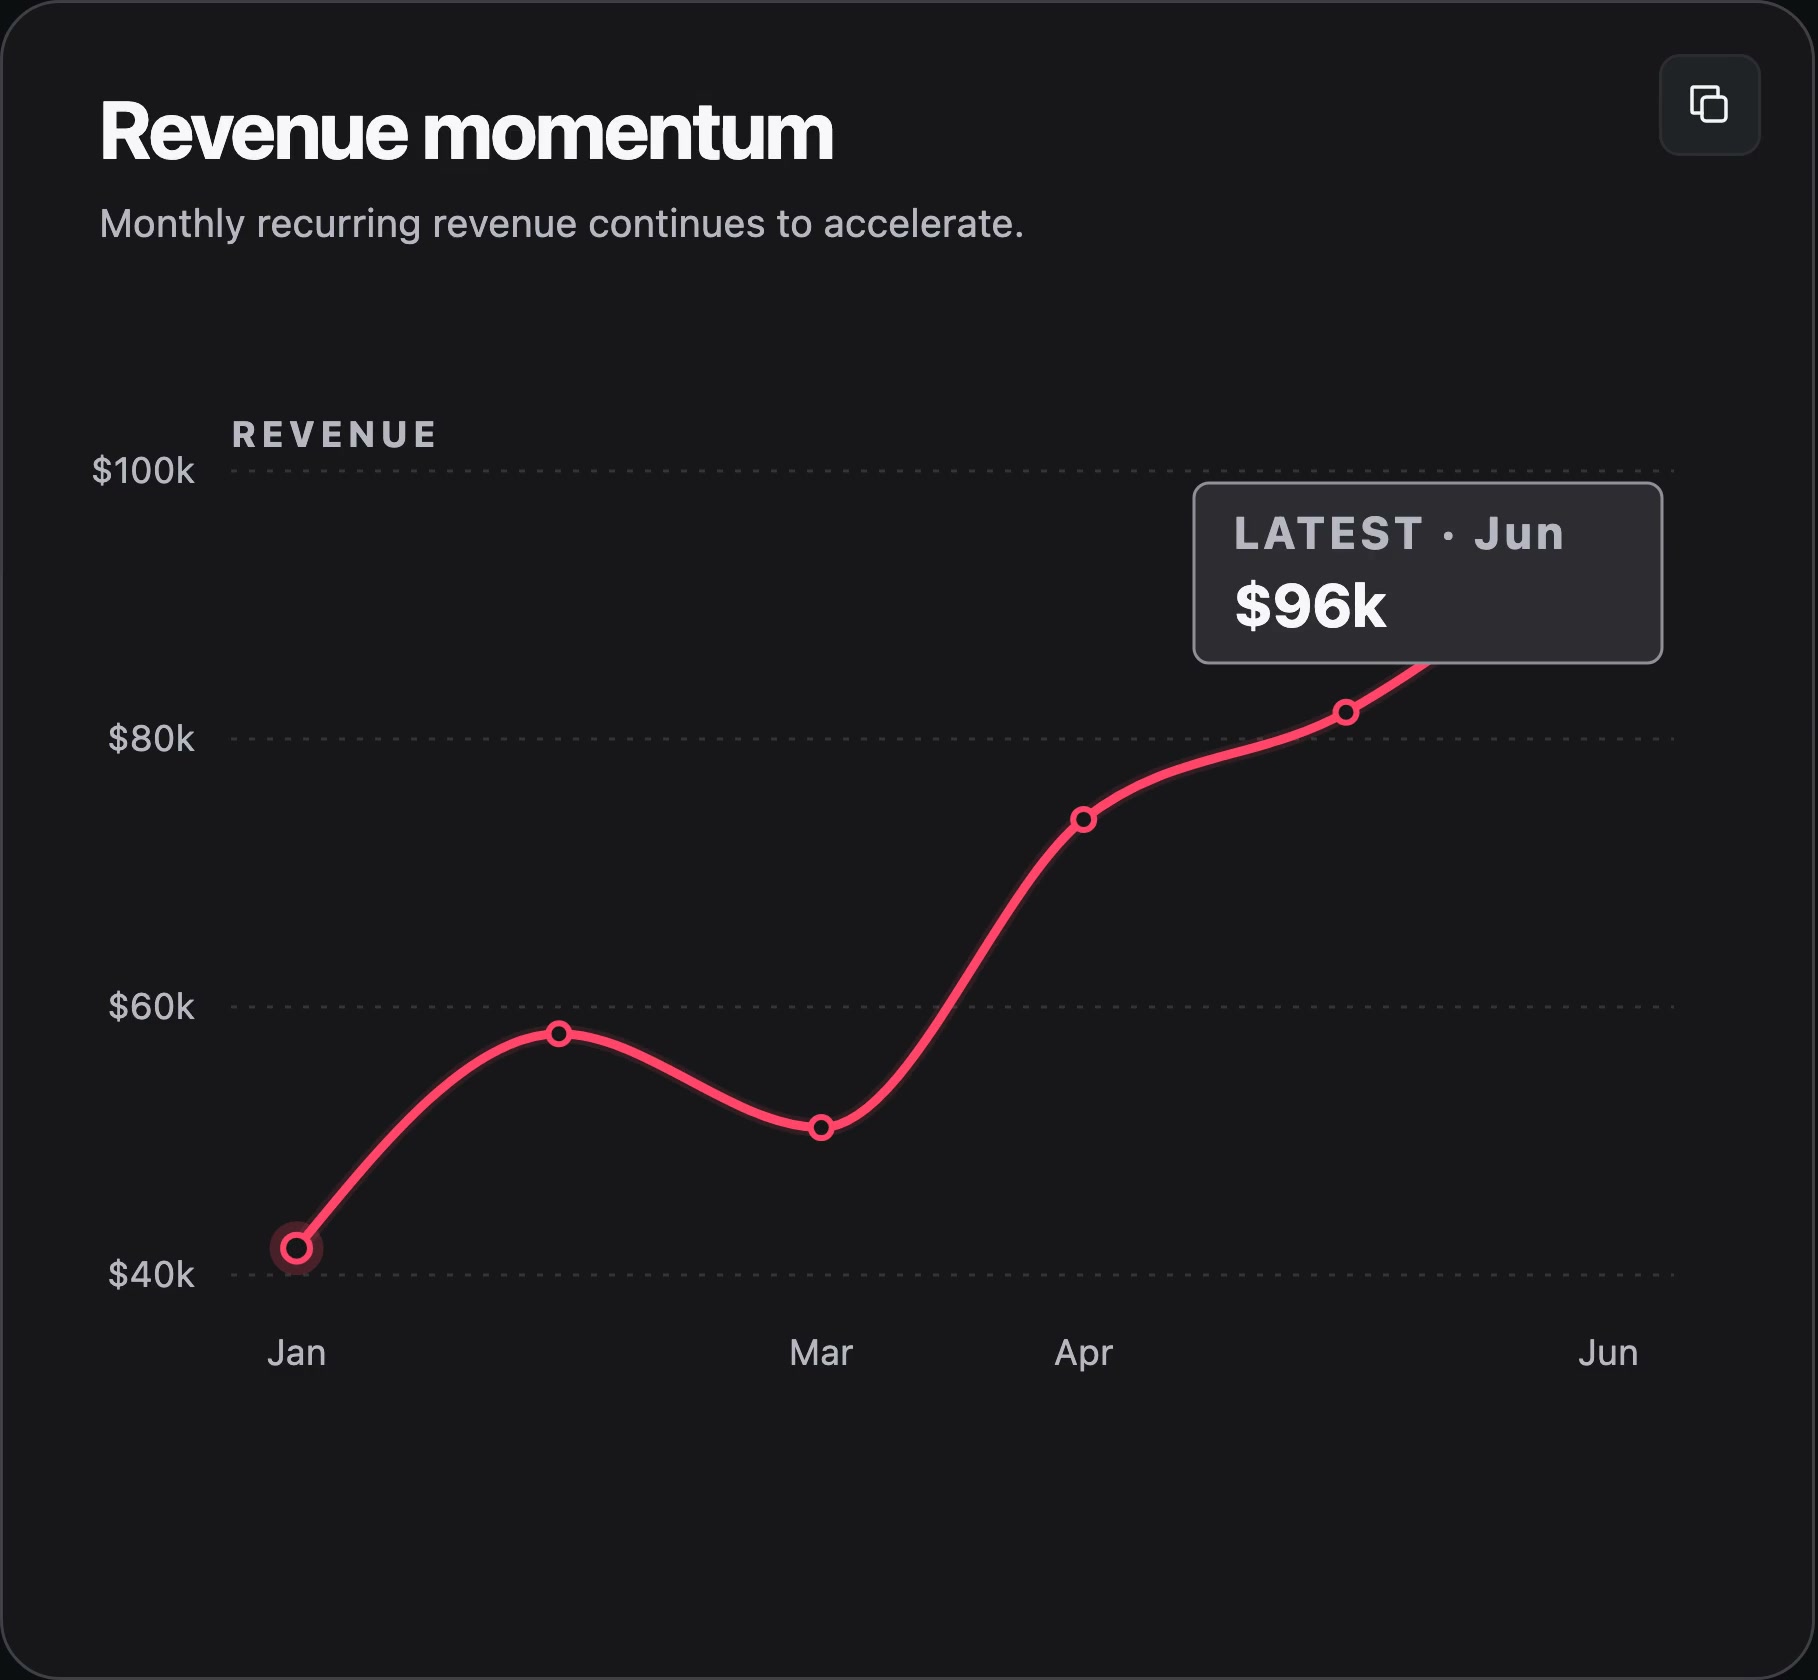 Revenue momentum
Monthly recurring revenue continues to accelerate.
REVENUE
$100k
LATEST · Jun
$96k
$80k
$60k
$40k
Jan Mar Apr Jun